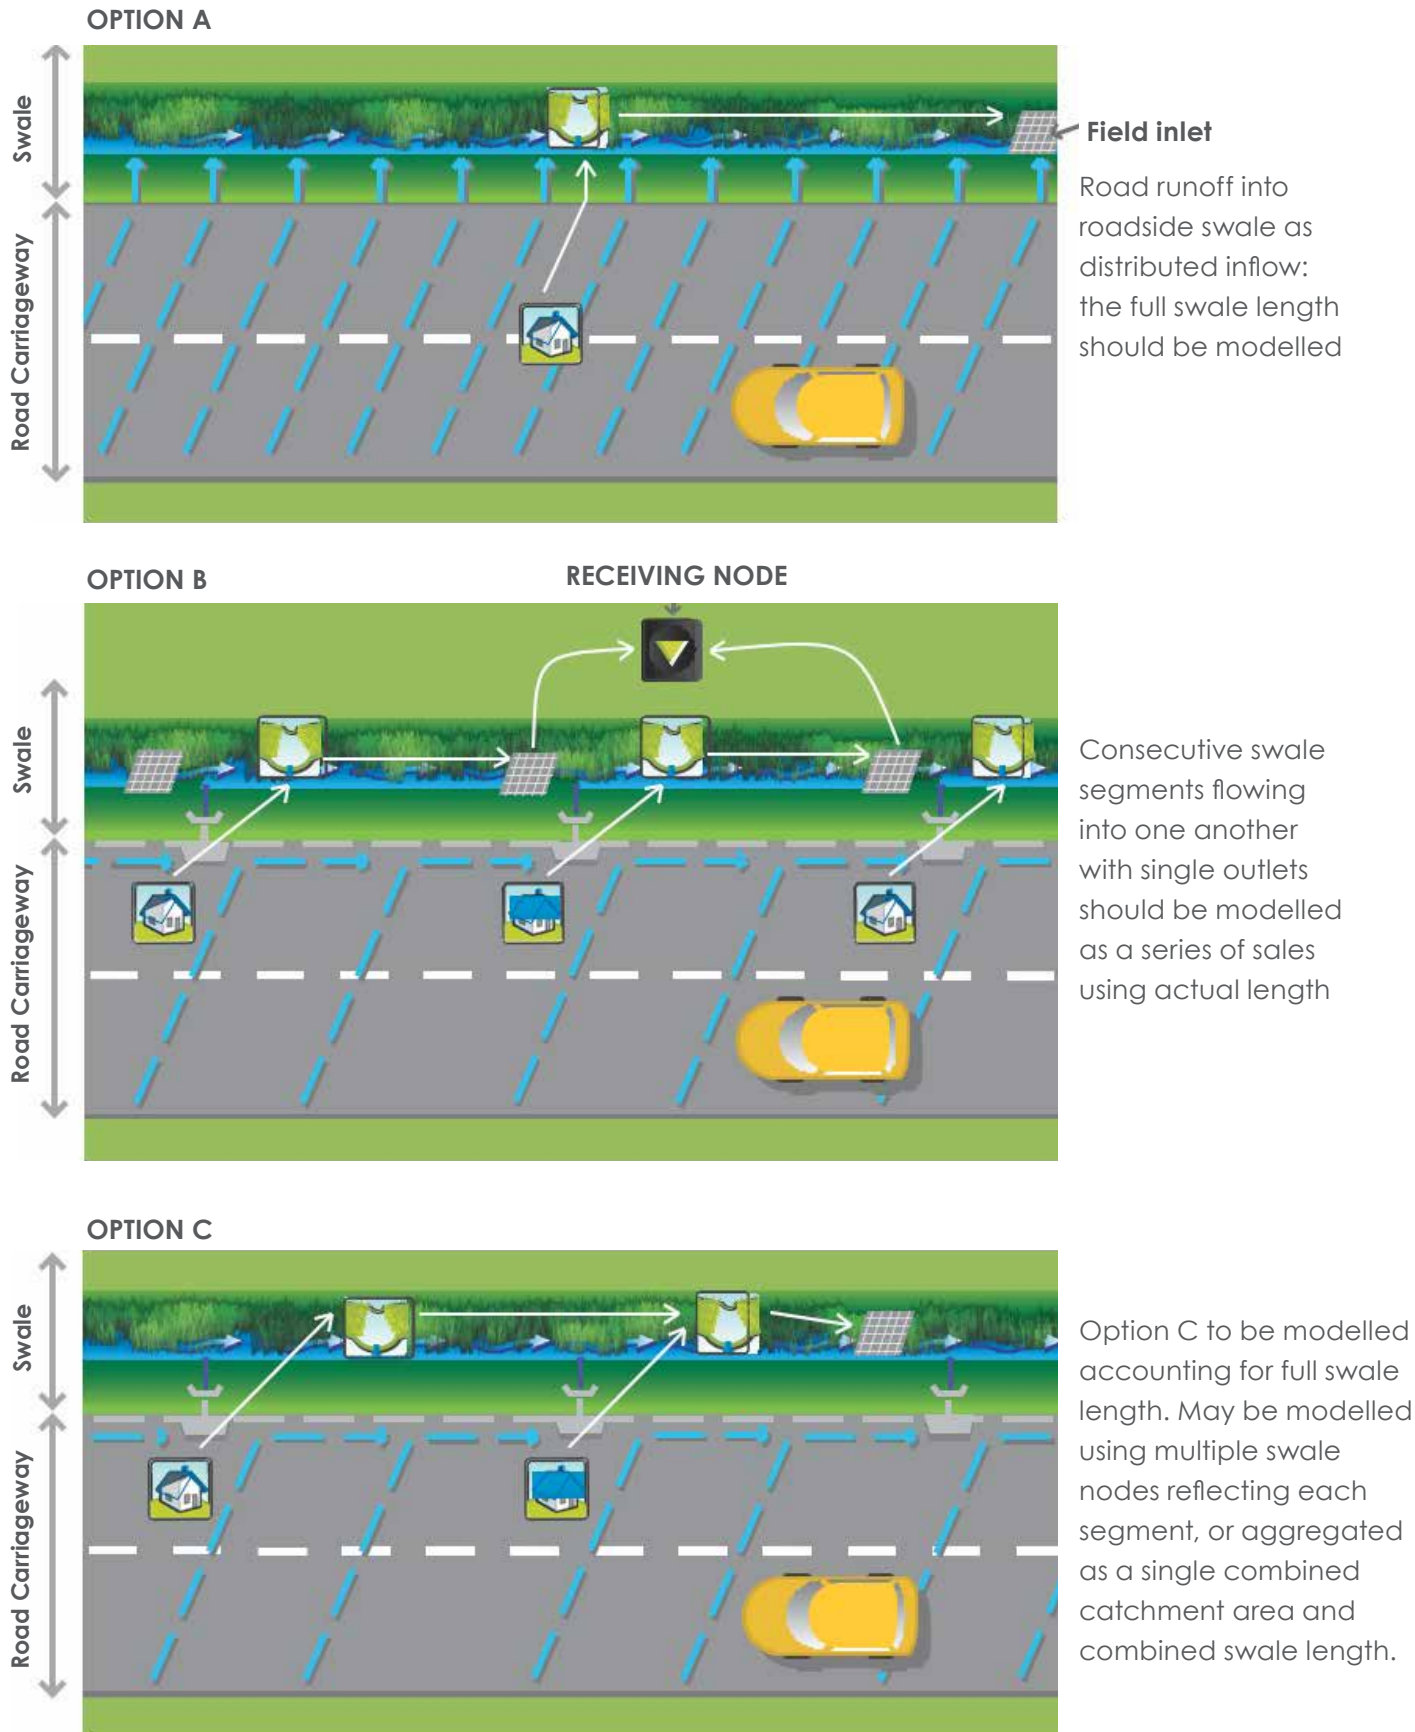 OPTION A
Swale
Road Carriageway
Field inlet
Road runoff into
roadside swale as
distributed inflow:
the full swale length
should be modelled
OPTION B
RECEIVING NODE
Swale
Road Carriageway
Consecutive swale
segments flowing
into one another
with single outlets
should be modelled
as a series of sales
using actual length
OPTION C
Swale
Road Carriageway
Option C to be modelled
accounting for full swale
length. May be modelled
using multiple swale
nodes reflecting each
segment, or aggregated
as a single combined
catchment area and
combined swale length.